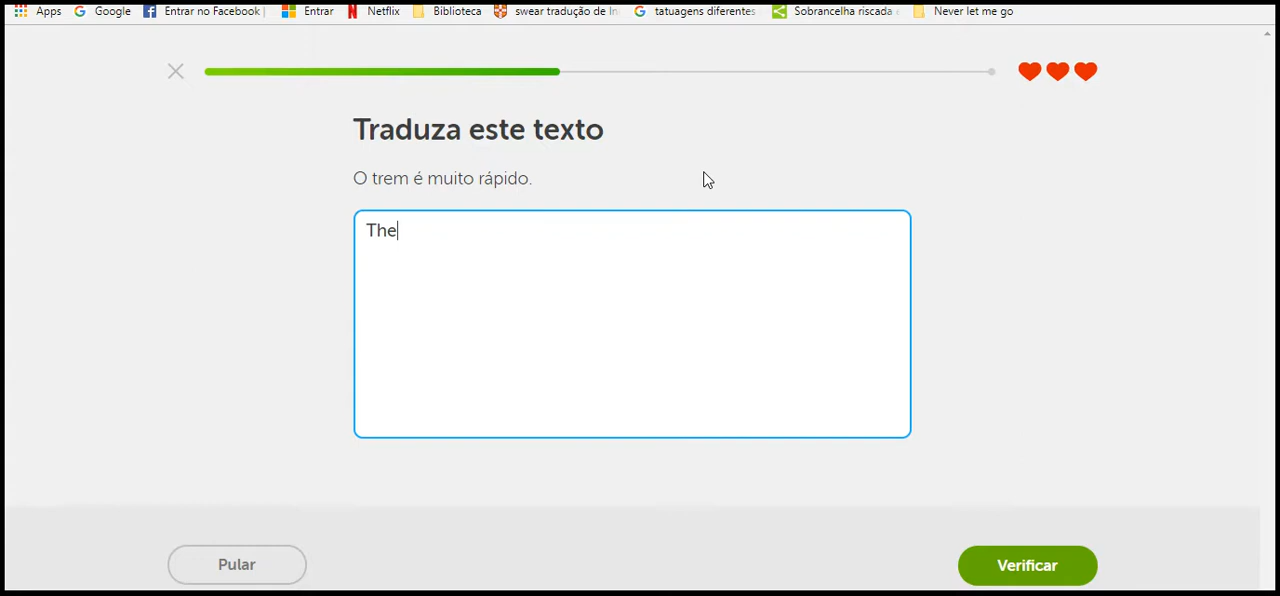 Apps Google Entrar no Facebook Entrar Netflix Biblioteca swear tradução de In tatuagens diferentes Sobrancelha riscada e Never let me go
Traduza este texto
O trem é muito rápido.
The
Pular Verificar